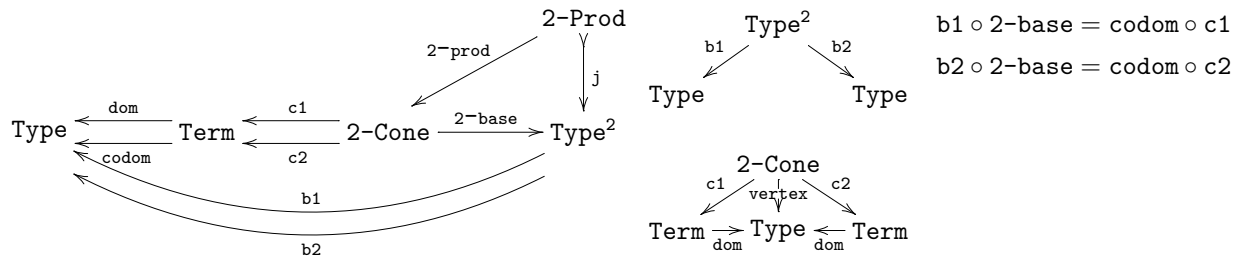 2-Prod
2-prod
j
Type dom codom Term c1 c2 2-Cone 2-base Type²
b1
b2
Type²
b1 b2
Type Type
2-Cone
c1 vertex c2
Term dom Type dom Term
b1 ∘ 2-base = codom ∘ c1
b2 ∘ 2-base = codom ∘ c2